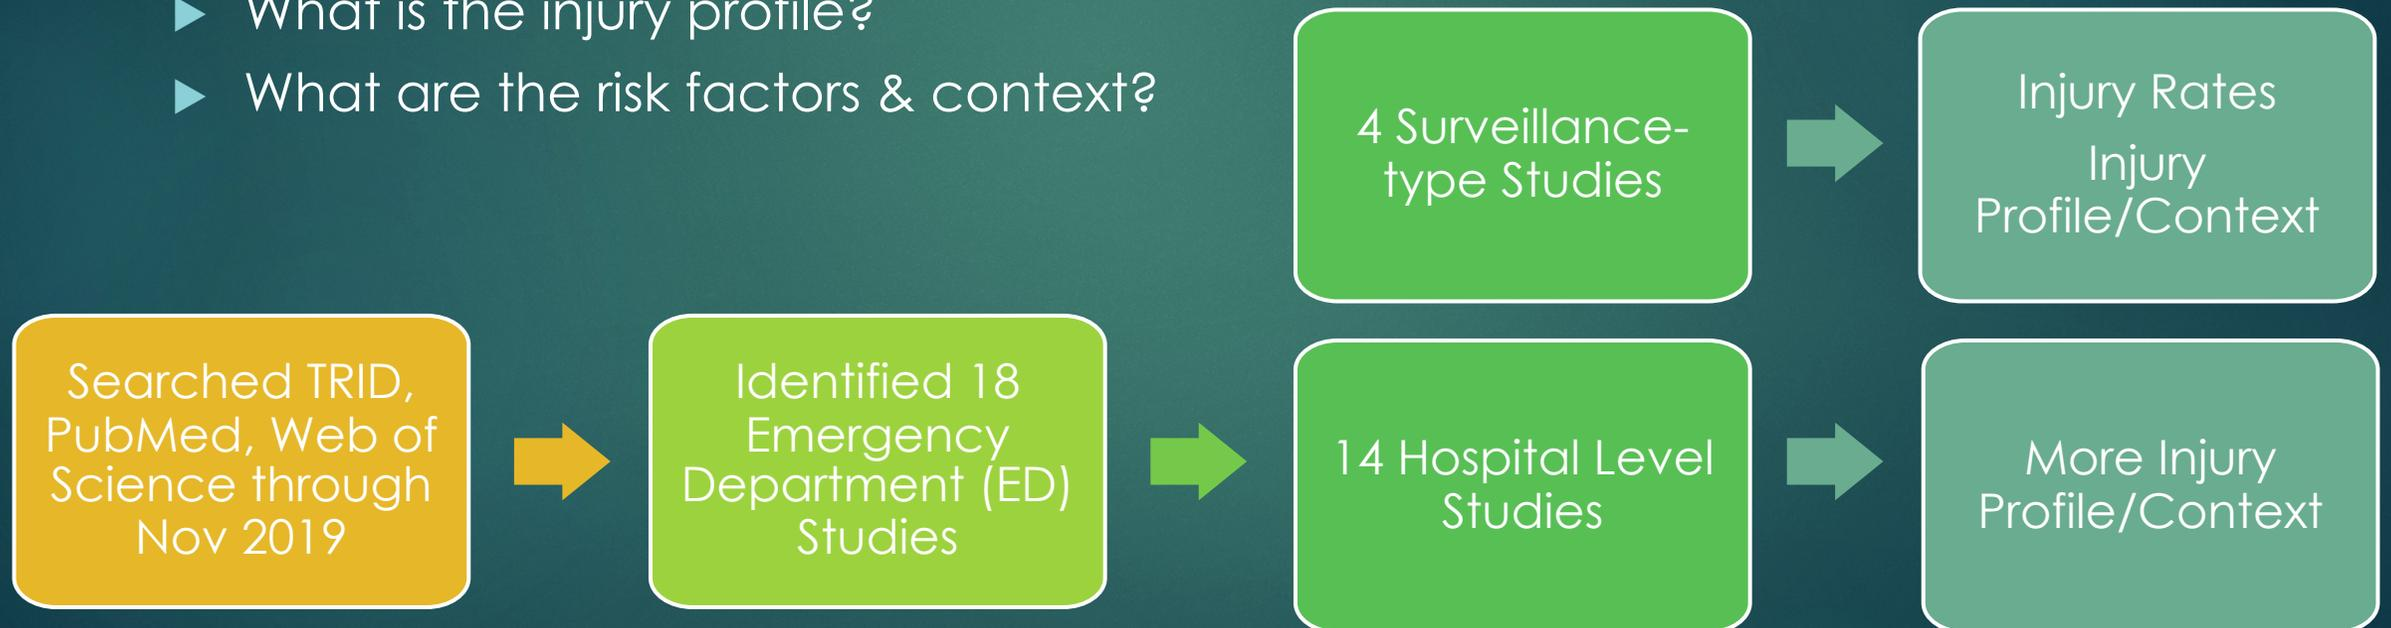 What is the injury profile?
What are the risk factors & context?
4 Surveillance-
type Studies
Injury Rates
Injury
Profile/Context
Searched TRID,
PubMed, Web of
Science through
Nov 2019
Identified 18
Emergency
Department (ED)
Studies
14 Hospital Level
Studies
More Injury
Profile/Context